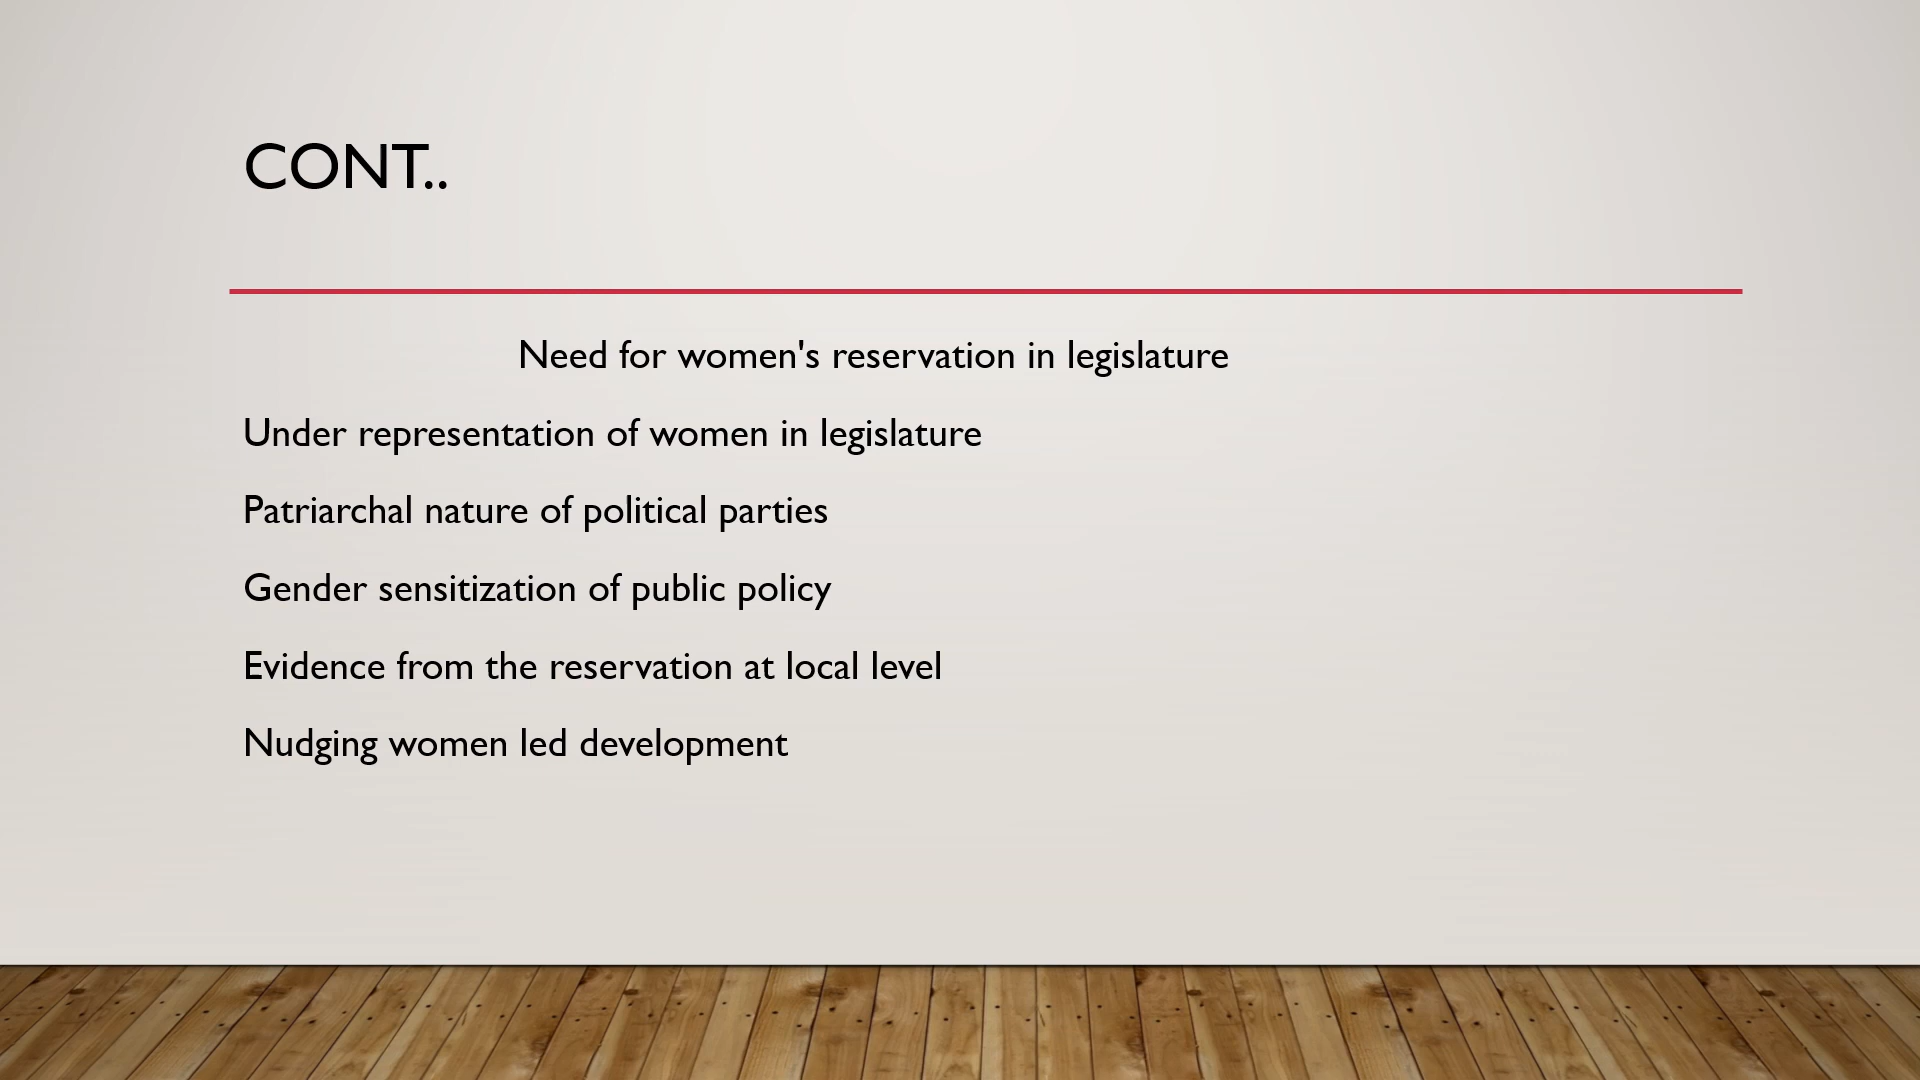 CONT..
Need for women's reservation in legislature
Under representation of women in legislature
Patriarchal nature of political parties
Gender sensitization of public policy
Evidence from the reservation at local level
Nudging women led development